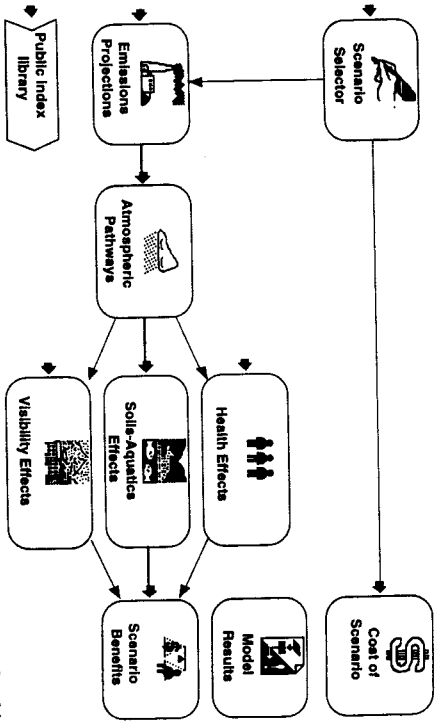 Scenario
Selector
Cost of
Scenario
Model
Results
Emissions
Projections
Atmospheric
Pathways
Health Effects
Soils-Aquatics
Effects
Visibility Effects
Scenario
Benefits
Public index
library